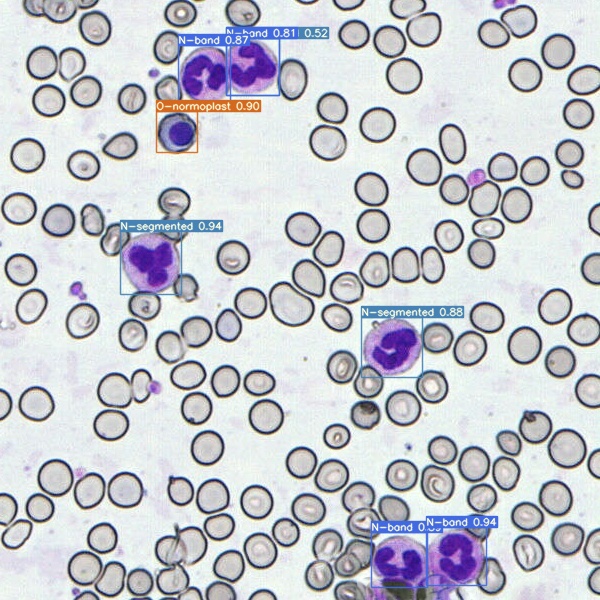 N-band 0.81
0.52
N-band 0.87
O-normoplast 0.90
N-segmented 0.94
N-segmented 0.88
N-band 0.94
N-band